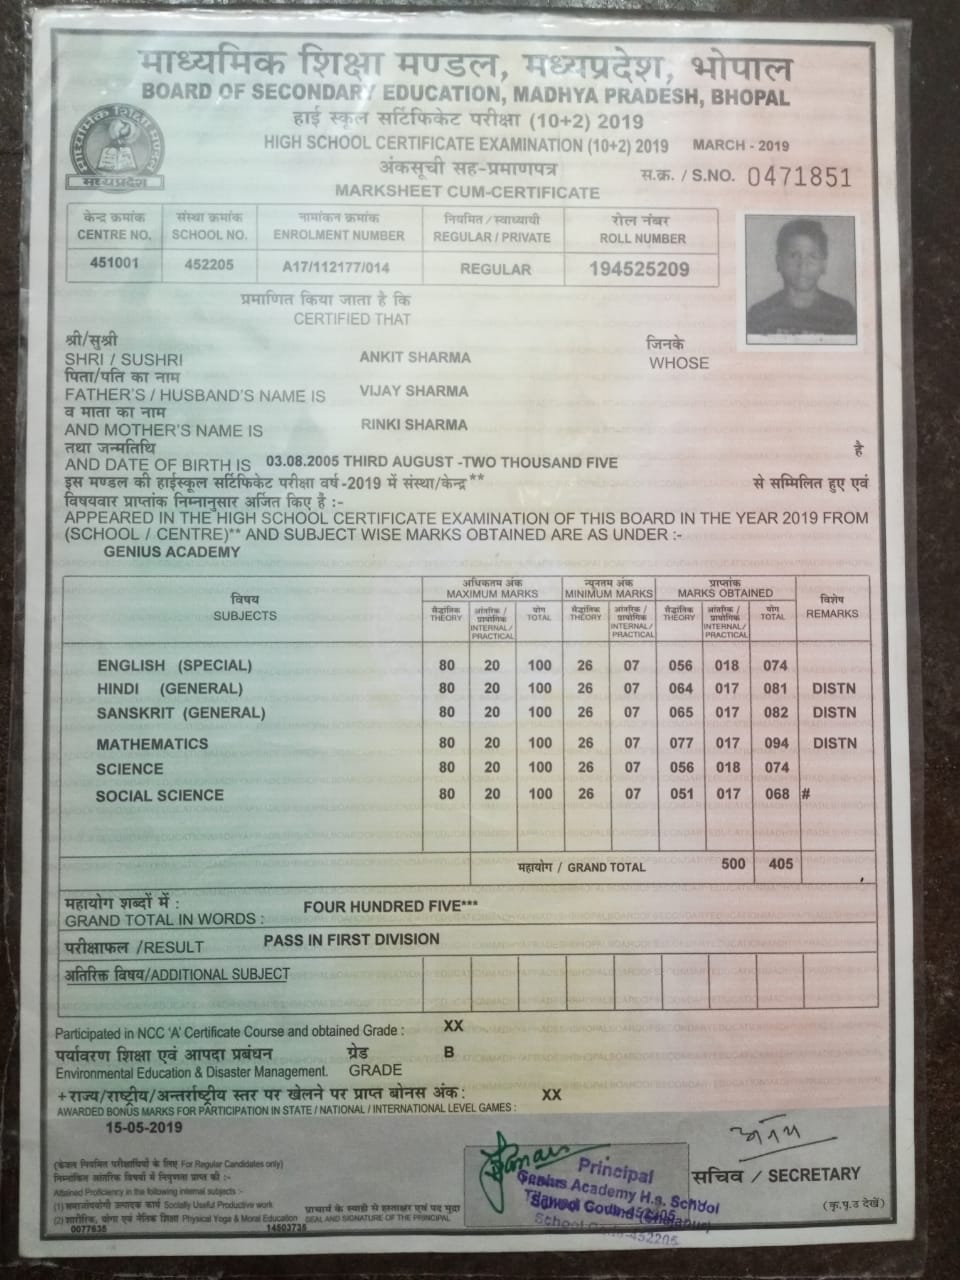 माध्यमिक शिक्षा मण्डल, मध्यप्रदेश, भोपाल
BOARD OF SECONDARY EDUCATION, MADHYA PRADESH, BHOPAL
हाई स्कूल सर्टिफिकेट परीक्षा (10+2) 2019
HIGH SCHOOL CERTIFICATE EXAMINATION (10+2) 2019 MARCH - 2019
अंकसूची सह-प्रमाणपत्र
MARKSHEET CUM-CERTIFICATE
स.क्र. / S.NO. 0471851
मध्यप्रदेश
केन्द्र क्रमांक संस्था क्रमांक नामांकन क्रमांक नियमित / स्वाध्यायी रोल नंबर
CENTRE NO. SCHOOL NO. ENROLMENT NUMBER REGULAR / PRIVATE ROLL NUMBER
451001 452205 A17/112177/014 REGULAR 194525209
प्रमाणित किया जाता है कि
CERTIFIED THAT
श्री/सुश्री जिनके
SHRI / SUSHRI ANKIT SHARMA WHOSE
पिता/पति का नाम
FATHER'S / HUSBAND'S NAME IS VIJAY SHARMA
व माता का नाम
AND MOTHER'S NAME IS RINKI SHARMA
तथा जन्मतिथि है
AND DATE OF BIRTH IS 03.08.2005 THIRD AUGUST -TWO THOUSAND FIVE
इस मण्डल की हाईस्कूल सर्टिफिकेट परीक्षा वर्ष -2019 में संस्था/केन्द्र** से सम्मिलित हुए एवं
विषयवार प्राप्तांक निम्नानुसार अर्जित किए है :-
APPEARED IN THE HIGH SCHOOL CERTIFICATE EXAMINATION OF THIS BOARD IN THE YEAR 2019 FROM
(SCHOOL / CENTRE)** AND SUBJECT WISE MARKS OBTAINED ARE AS UNDER :-
GENIUS ACADEMY
विषय अधिकतम अंक न्यूनतम अंक प्राप्तांक विशेष
SUBJECTS MAXIMUM MARKS MINIMUM MARKS MARKS OBTAINED REMARKS
सैद्धांतिक आंतरिक / प्रायोगिक योग सैद्धांतिक आंतरिक / प्रायोगिक सैद्धांतिक आंतरिक / प्रायोगिक योग
THEORY INTERNAL/ PRACTICAL TOTAL THEORY INTERNAL/ PRACTICAL THEORY INTERNAL/ PRACTICAL TOTAL
ENGLISH (SPECIAL) 80 20 100 26 07 056 018 074
HINDI (GENERAL) 80 20 100 26 07 064 017 081 DISTN
SANSKRIT (GENERAL) 80 20 100 26 07 065 017 082 DISTN
MATHEMATICS 80 20 100 26 07 077 017 094 DISTN
SCIENCE 80 20 100 26 07 056 018 074
SOCIAL SCIENCE 80 20 100 26 07 051 017 068 #
महायोग / GRAND TOTAL 500 405
महायोग शब्दों में :
GRAND TOTAL IN WORDS : FOUR HUNDRED FIVE***
परीक्षाफल /RESULT PASS IN FIRST DIVISION
अतिरिक्त विषय/ADDITIONAL SUBJECT
Participated in NCC 'A' Certificate Course and obtained Grade : XX
पर्यावरण शिक्षा एवं आपदा प्रबंधन ग्रेड B
Environmental Education & Disaster Management. GRADE
+राज्य/राष्ट्रीय/अन्तर्राष्ट्रीय स्तर पर खेलने पर प्राप्त बोनस अंक : XX
AWARDED BONUS MARKS FOR PARTICIPATION IN STATE / NATIONAL / INTERNATIONAL LEVEL GAMES :
15-05-2019
(केवल नियमित परीक्षार्थियों के लिए For Regular Candidates only)
निम्नांकित आंतरिक विषयों में निपुणता प्राप्त की :-
Attained Proficiency in the following internal subjects :-
(1) समाजोपयोगी उत्पादक कार्य Socially Useful Productive work
(2) शारीरिक, योग एवं नैतिक शिक्षा Physical Yoga & Moral Education
0077635
प्राचार्य के स्थाही से हस्ताक्षर एवं पद मुद्रा
SEAL AND SIGNATURE OF THE PRINCIPAL
14503735
Principal
Genius Academy H.s. School
School Code-452205
सचिव / SECRETARY
(कृ.पृ.उ देखें)